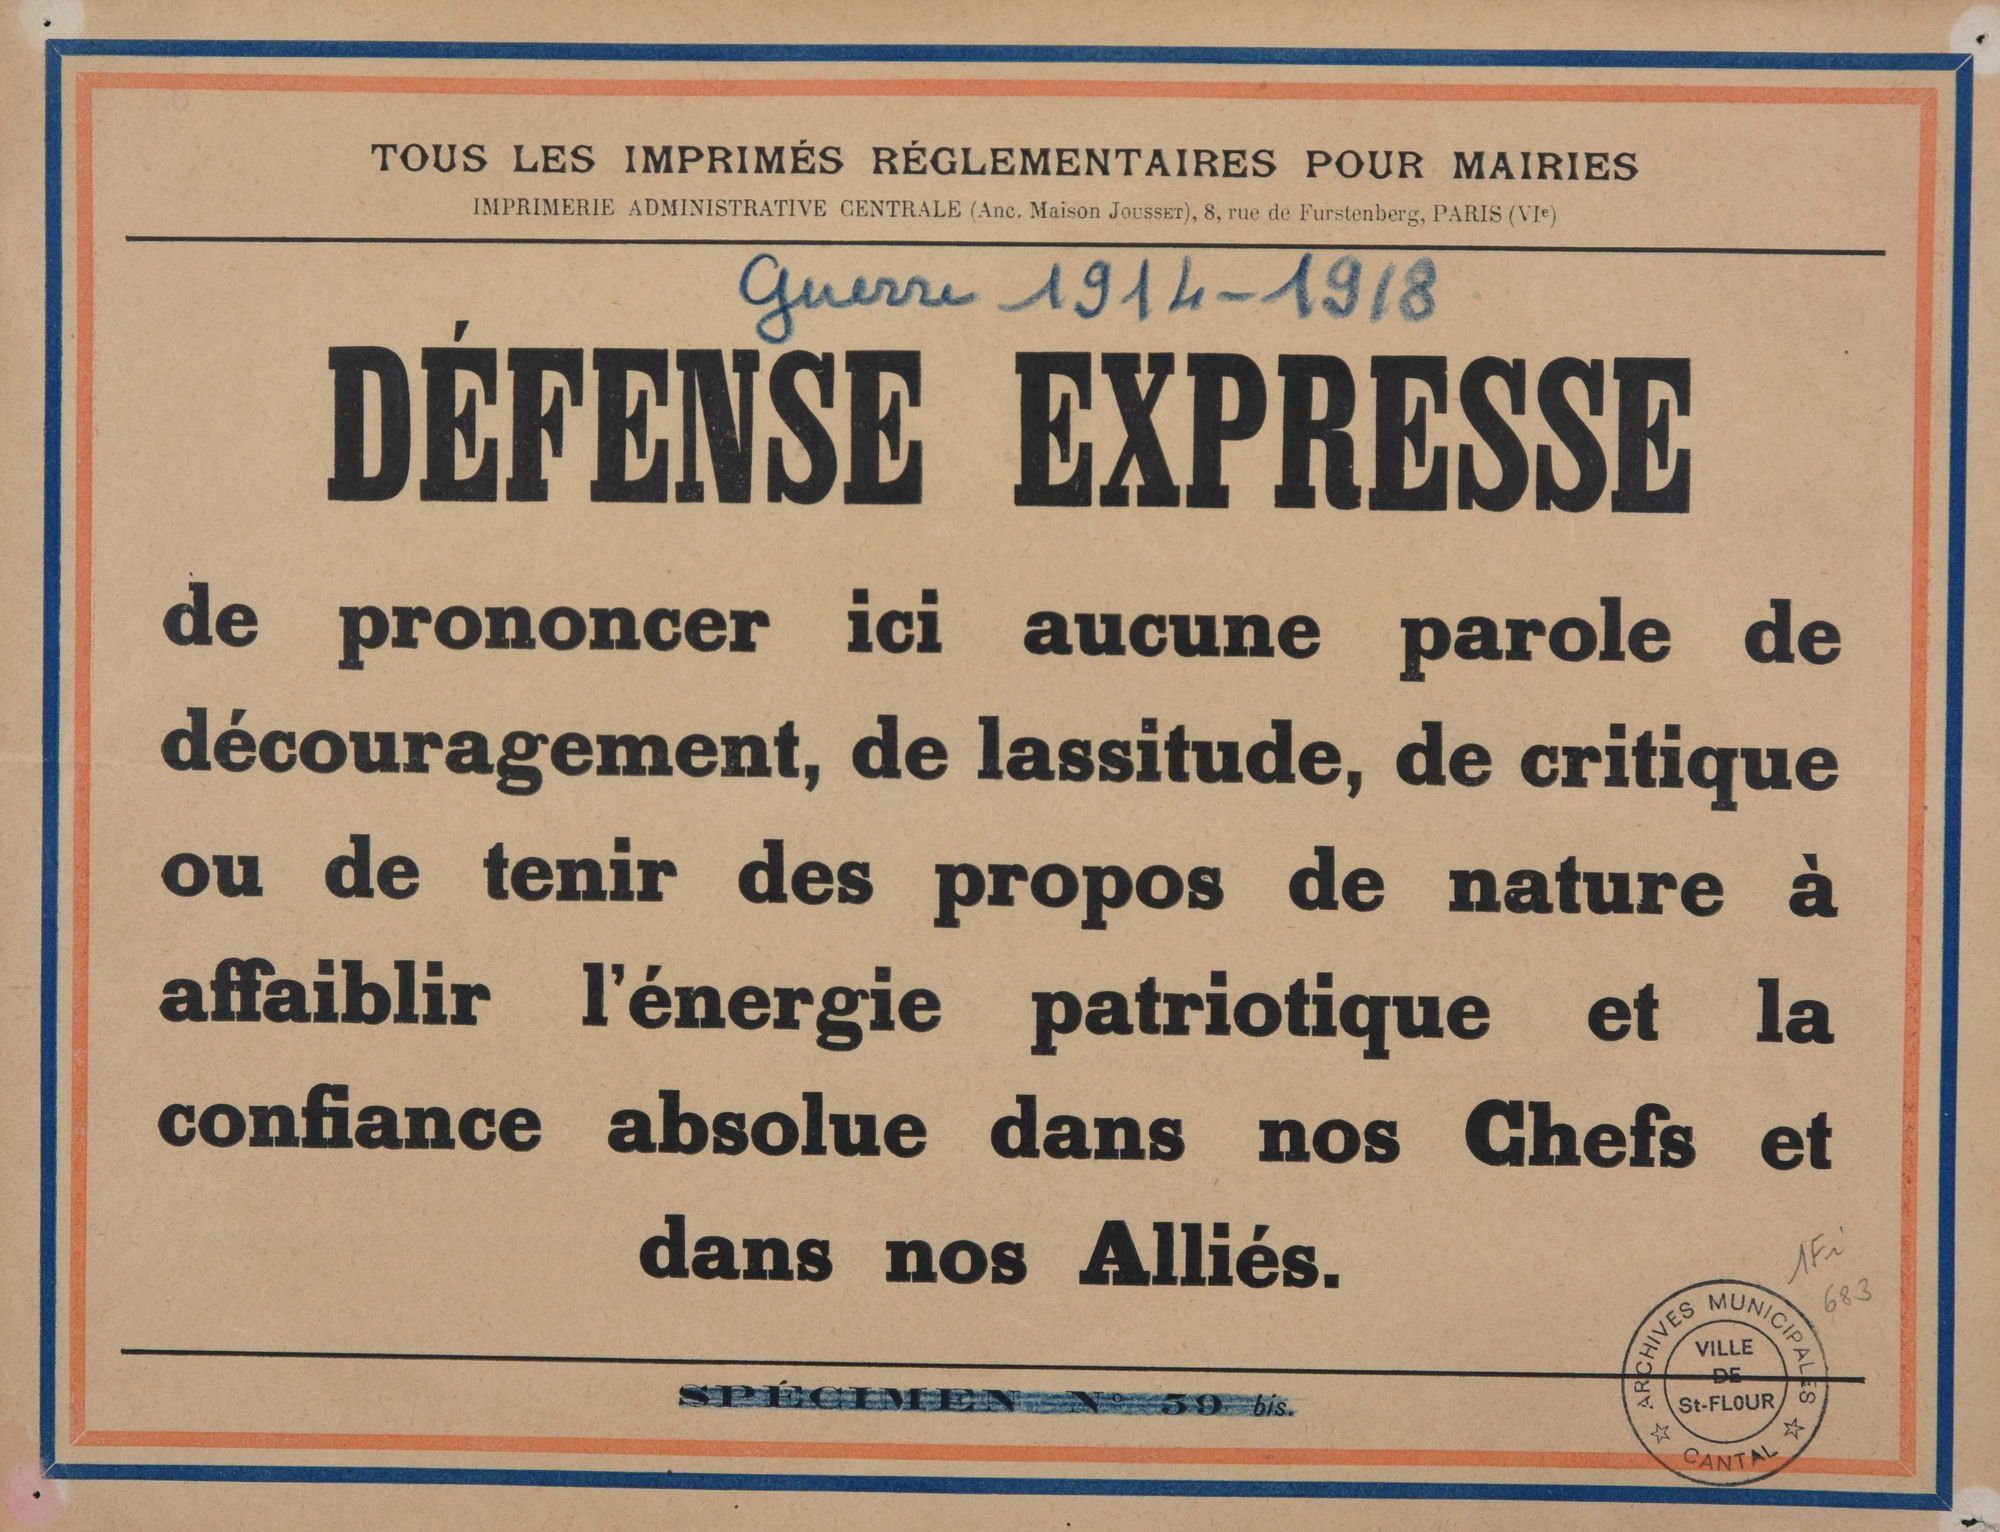 TOUS LES IMPRIMÉS RÉGLEMENTAIRES POUR MAIRIES
IMPRIMERIE ADMINISTRATIVE CENTRALE (Anc. Maison JOUSSET), 8, rue de Furstenberg, PARIS (VIe)
Guerre 1914-1918
DÉFENSE EXPRESSE
de prononcer ici aucune parole de
découragement, de lassitude, de critique
ou de tenir des propos de nature à
affaiblir l'énergie patriotique et la
confiance absolue dans nos Chefs et
dans nos Alliés.
1Fi
683
SPÉCIMEN N° 59 bis.
ARCHIVES MUNICIPALES
VILLE
DE
St-FLOUR
CANTAL